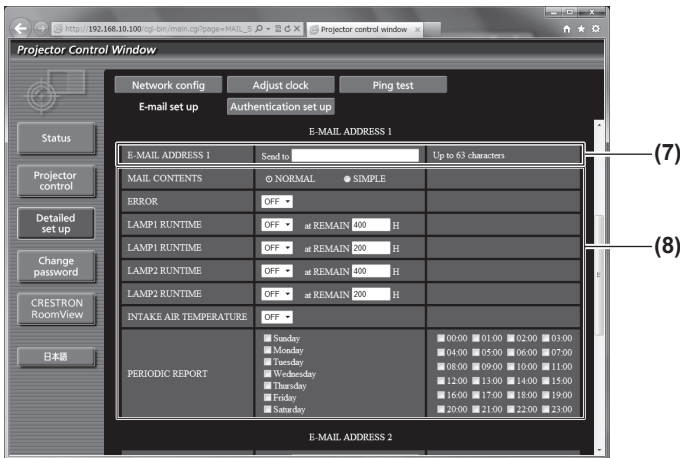 http://192.168.10.100/cgi-bin/main.cgi?page=MAIL_S
Projector control window
Projector Control Window
Network config
Adjust clock
Ping test
E-mail set up
Authentication set up
Status
Projector
control
Detailed
set up
Change
password
CRESTRON
RoomView
日本語
E-MAIL ADDRESS 1
E-MAIL ADDRESS 1 Send to Up to 63 characters
(7)
MAIL CONTENTS NORMAL SIMPLE
ERROR OFF
LAMP1 RUNTIME OFF at REMAIN 400 H
LAMP1 RUNTIME OFF at REMAIN 200 H
(8)
LAMP2 RUNTIME OFF at REMAIN 400 H
LAMP2 RUNTIME OFF at REMAIN 200 H
INTAKE AIR TEMPERATURE OFF
PERIODIC REPORT
Sunday
Monday
Tuesday
Wednesday
Thursday
Friday
Saturday
00:00 01:00 02:00 03:00
04:00 05:00 06:00 07:00
08:00 09:00 10:00 11:00
12:00 13:00 14:00 15:00
16:00 17:00 18:00 19:00
20:00 21:00 22:00 23:00
E-MAIL ADDRESS 2